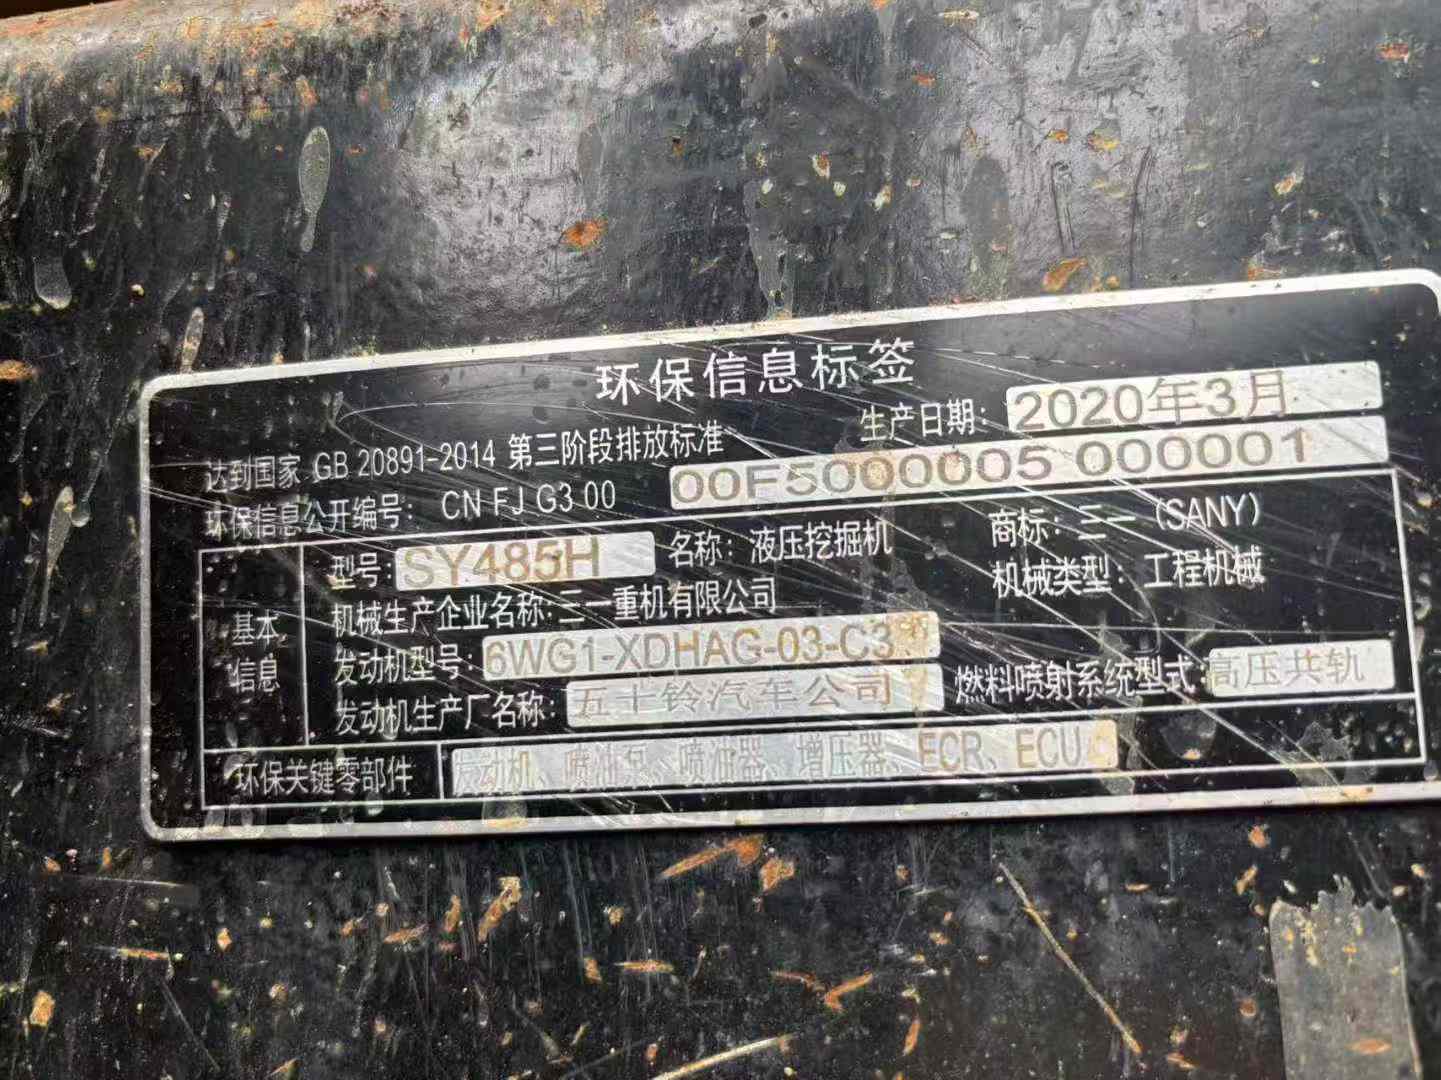 环保信息标签
达到国家 GB 20891-2014 第三阶段排放标准 生产日期: 2020年3月
环保信息公开编号: CN FJ G3 00 00F5000005 000001
基本信息
型号: SY485H 名称: 液压挖掘机 商标: 三一 (SANY)
机械生产企业名称: 三一重机有限公司 机械类型: 工程机械
发动机型号: 6WG1-XDHAG-03-C3
发动机生产厂名称: 五十铃汽车公司 燃料喷射系统型式: 高压共轨
环保关键零部件 发动机、喷油泵、喷油器、增压器、ECR、ECU